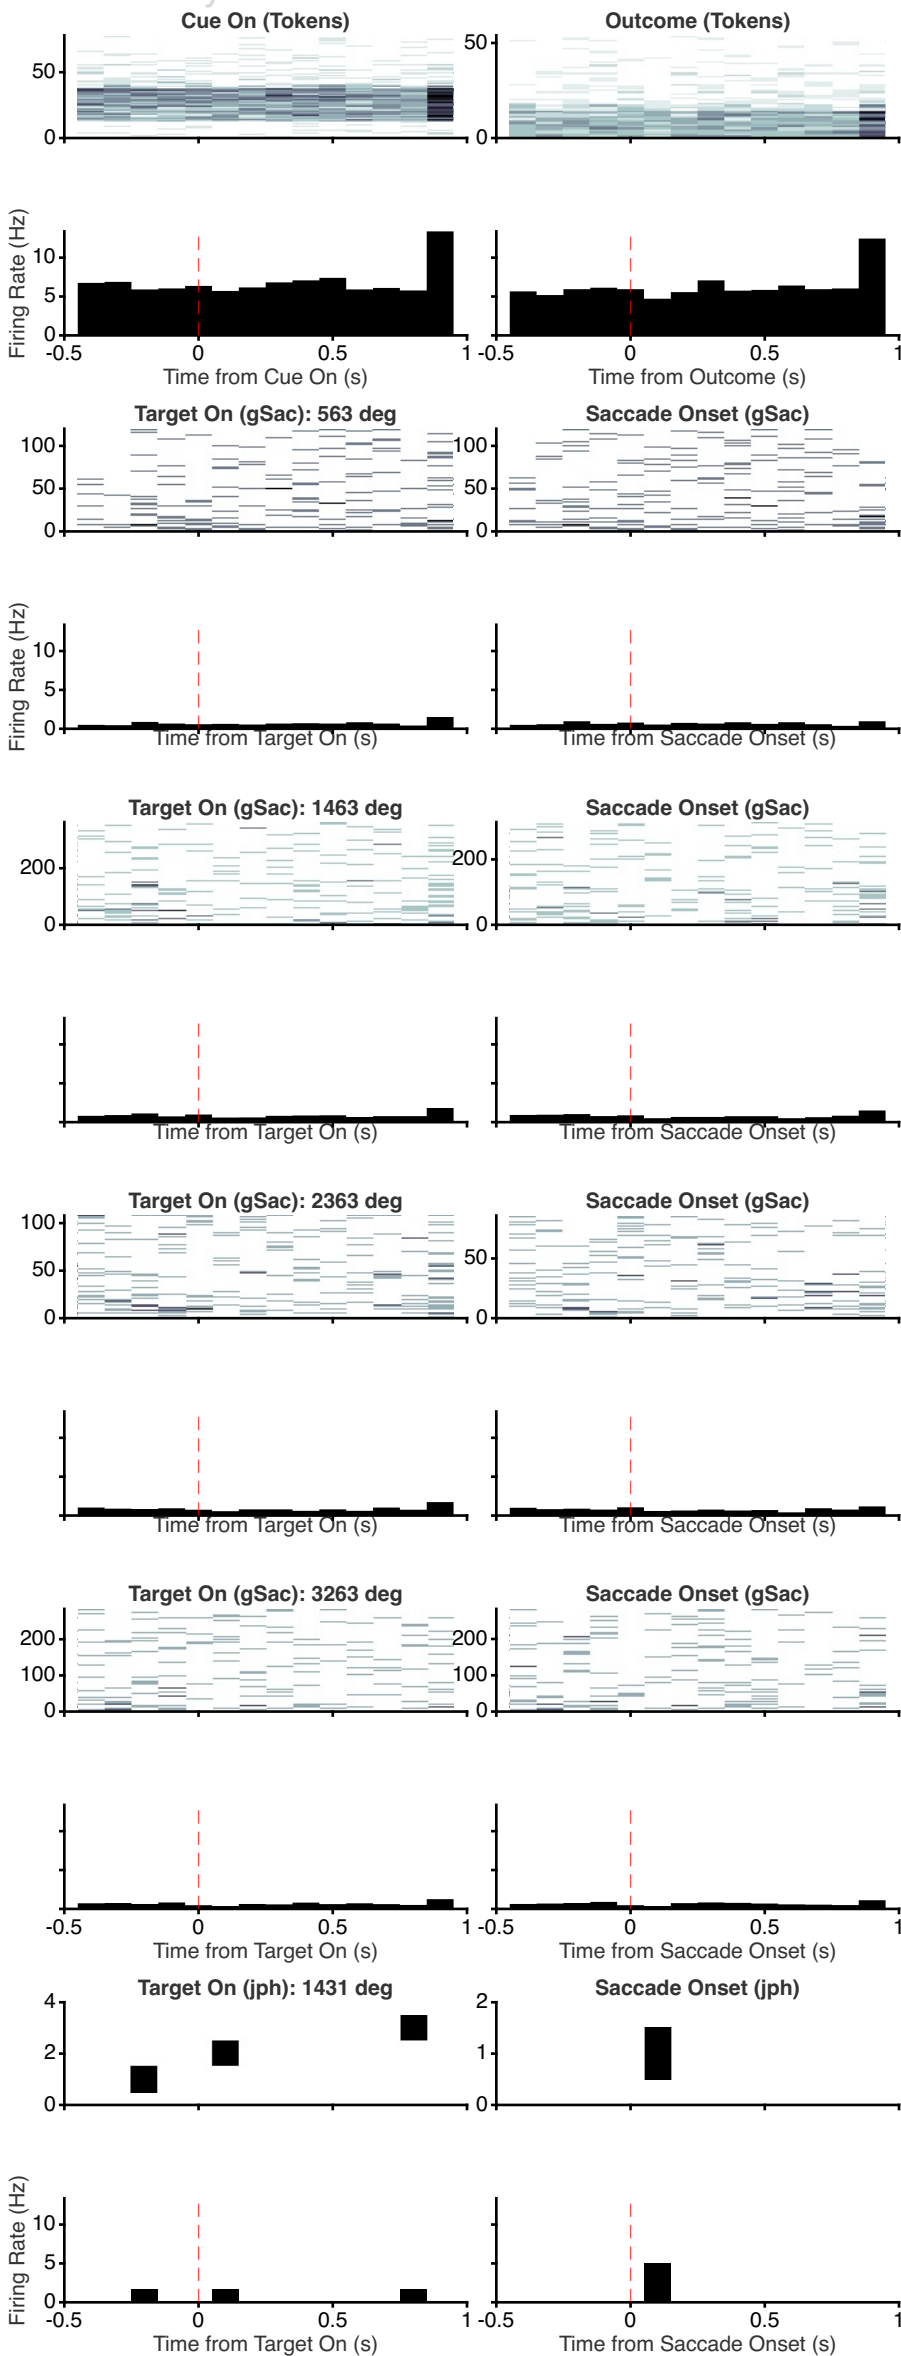 Cue On (Tokens) Outcome (Tokens)
50 50
0 0
Firing Rate (Hz)
10
5
0
-0.5 0 0.5 1 -0.5 0 0.5 1
Time from Cue On (s) Time from Outcome (s)
Target On (gSac): 563 deg Saccade Onset (gSac)
100 100
50 50
0 0
Firing Rate (Hz)
10
5
0
Time from Target On (s) Time from Saccade Onset (s)
Target On (gSac): 1463 deg Saccade Onset (gSac)
200 200
0 0
Time from Target On (s) Time from Saccade Onset (s)
Target On (gSac): 2363 deg Saccade Onset (gSac)
100
50 50
0 0
Time from Target On (s) Time from Saccade Onset (s)
Target On (gSac): 3263 deg Saccade Onset (gSac)
200 200
100 100
0 0
-0.5 0 0.5 1 -0.5 0 0.5 1
Time from Target On (s) Time from Saccade Onset (s)
Target On (jph): 1431 deg Saccade Onset (jph)
4 2
2 1
0 0
Firing Rate (Hz)
10
5
0
-0.5 0 0.5 1 -0.5 0 0.5 1
Time from Target On (s) Time from Saccade Onset (s)